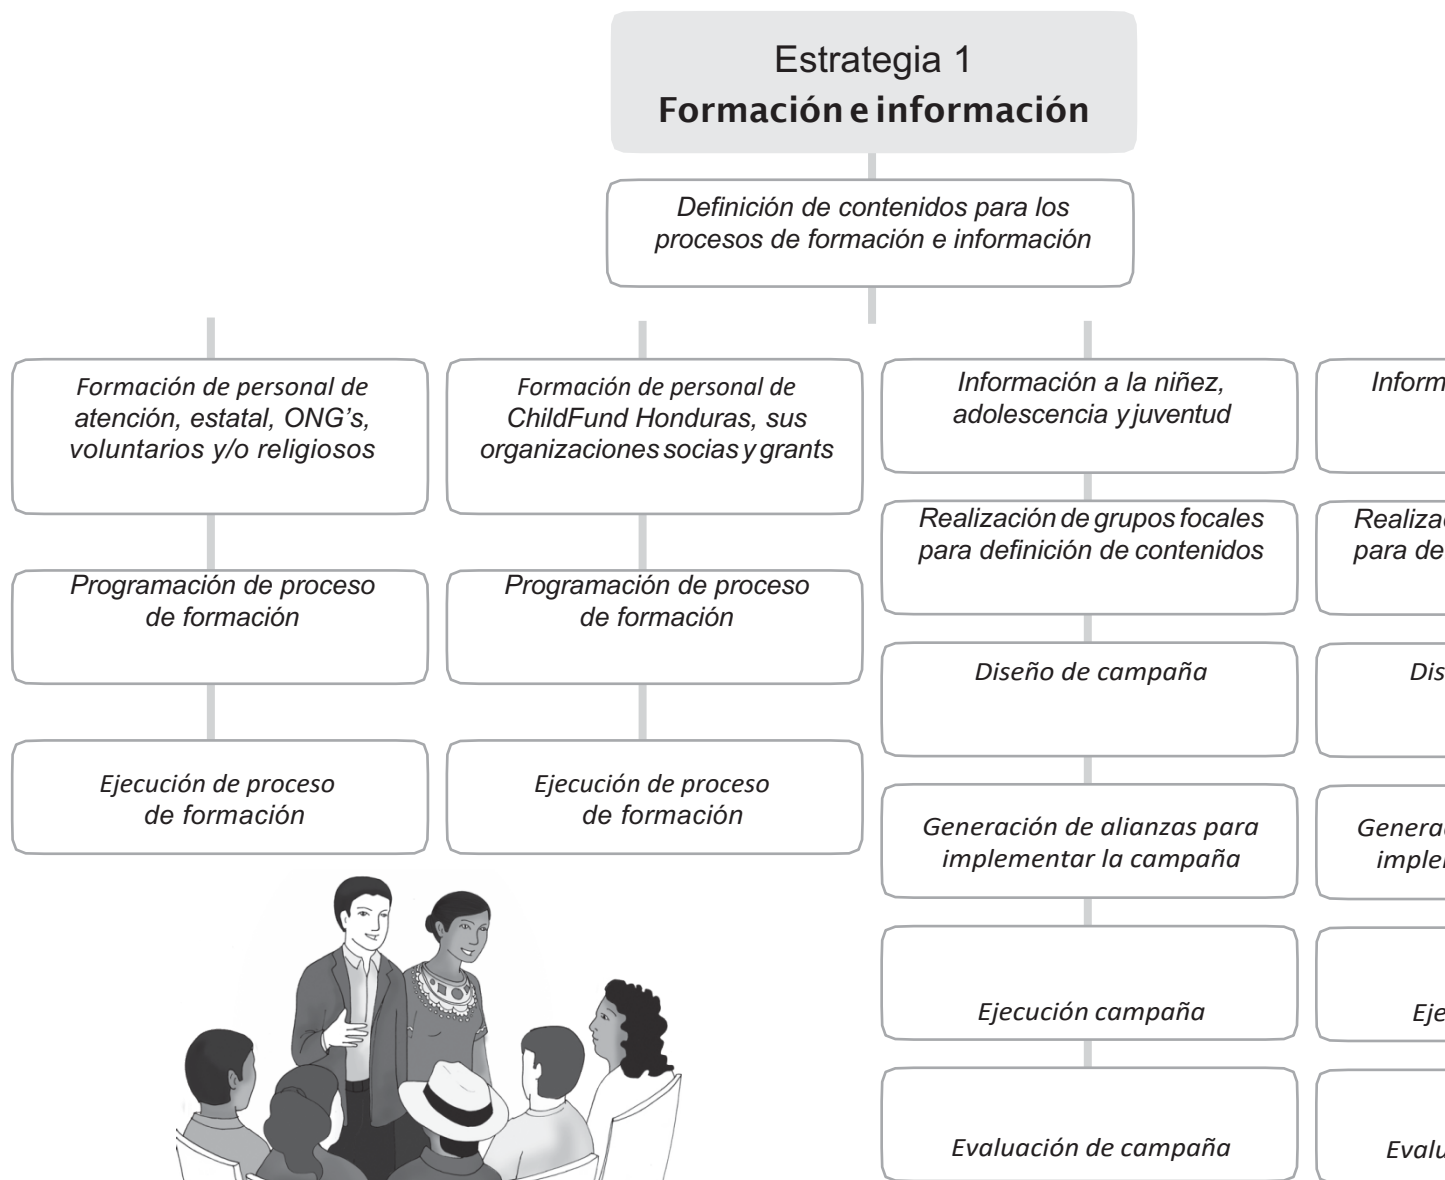 Estrategia 1
Formación e información
Definición de contenidos para los
procesos de formación e información
Formación de personal de
atención, estatal, ONG’s,
voluntarios y/o religiosos
Programación de proceso
de formación
Ejecución de proceso
de formación
Formación de personal de
ChildFund Honduras, sus
organizaciones socias y grants
Programación de proceso
de formación
Ejecución de proceso
de formación
Información a la niñez,
adolescencia y juventud
Realización de grupos focales
para definición de contenidos
Diseño de campaña
Generación de alianzas para
implementar la campaña
Ejecución campaña
Evaluación de campaña
para